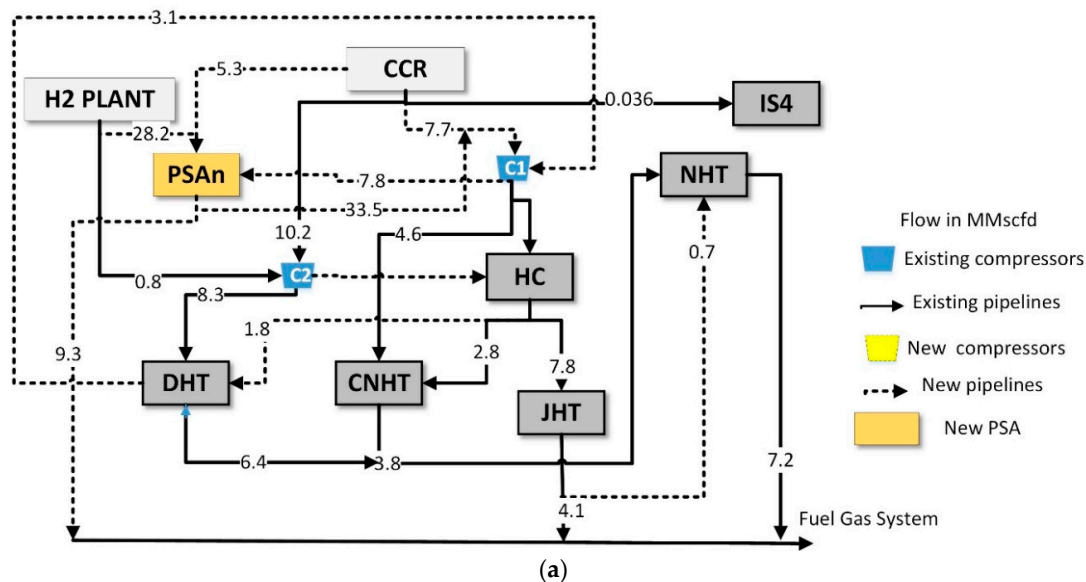 3.1
5.3
CCR
H2 PLANT
0.036
IS4
28.2
7.7
PSAn
C1
NHT
7.8
33.5
Flow in MMscfd
10.2
4.6
0.7
Existing compressors
0.8
C2
HC
8.3
Existing pipelines
9.3
1.8
2.8
7.8
New compressors
DHT
CNHT
New pipelines
JHT
New PSA
6.4
3.8
7.2
4.1
Fuel Gas System
(a)